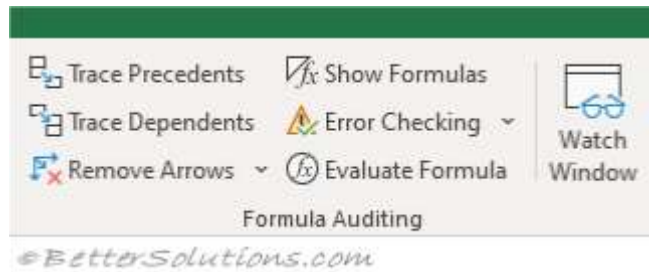 Trace Precedents
Show Formulas
Trace Dependents
Error Checking
Remove Arrows
Evaluate Formula
Watch
Window
Formula Auditing
©BetterSolutions.com